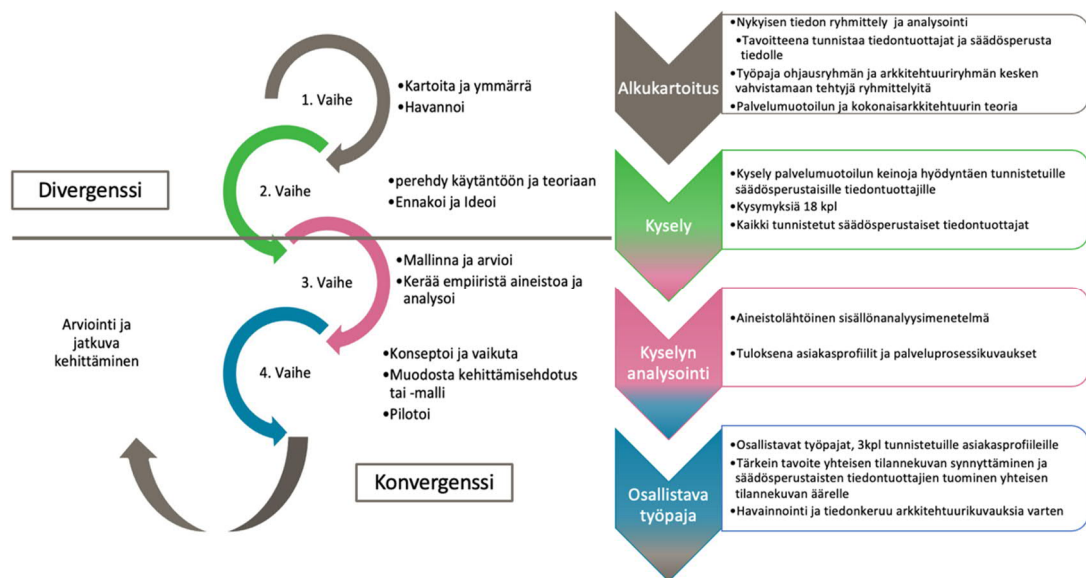 1. Vaihe
•Kartoita ja ymmärrä
•Havannoi
Divergenssi
2. Vaihe
•perehdy käytäntöön ja teoriaan
•Ennakoi ja Ideoi
3. Vaihe
•Mallinna ja arvioi
•Kerää empiiristä aineistoa ja
analysoi
Arviointi ja
jatkuva
kehittäminen
4. Vaihe
•Konseptoi ja vaikuta
•Muodosta kehittämisehdotus
tai -malli
•Pilotoi
Konvergenssi
Alkukartoitus
•Nykyisen tiedon ryhmittely ja analysointi
•Tavoitteena tunnistaa tiedontuottajat ja säädösperusta
tiedolle
•Työpaja ohjausryhmän ja arkkitehtuuriryhmän kesken
vahvistamaan tehtyjä ryhmittelyitä
•Palvelumuotoilun ja kokonaisarkkitehtuurin teoria
Kysely
•Kysely palvelumuotoilun keinoja hyödyntäen tunnistetuille
säädösperustaisille tiedontuottajille
•Kysymyksiä 18 kpl
•Kaikki tunnistetut säädösperustaiset tiedontuottajat
Kyselyn
analysointi
•Aineistolähtöinen sisällönanalyysimenetelmä
•Tuloksena asiakasprofiilit ja palveluprosessikuvaukset
Osallistava
työpaja
•Osallistavat työpajat, 3kpl tunnistetuille asiakasprofiileille
•Tärkein tavoite yhteisen tilannekuvan synnyttäminen ja
säädösperustaisten tiedontuottajien tuominen yhteisen
tilannekuvan äärelle
•Havainnointi ja tiedonkeruu arkkitehtuurikuvauksia varten